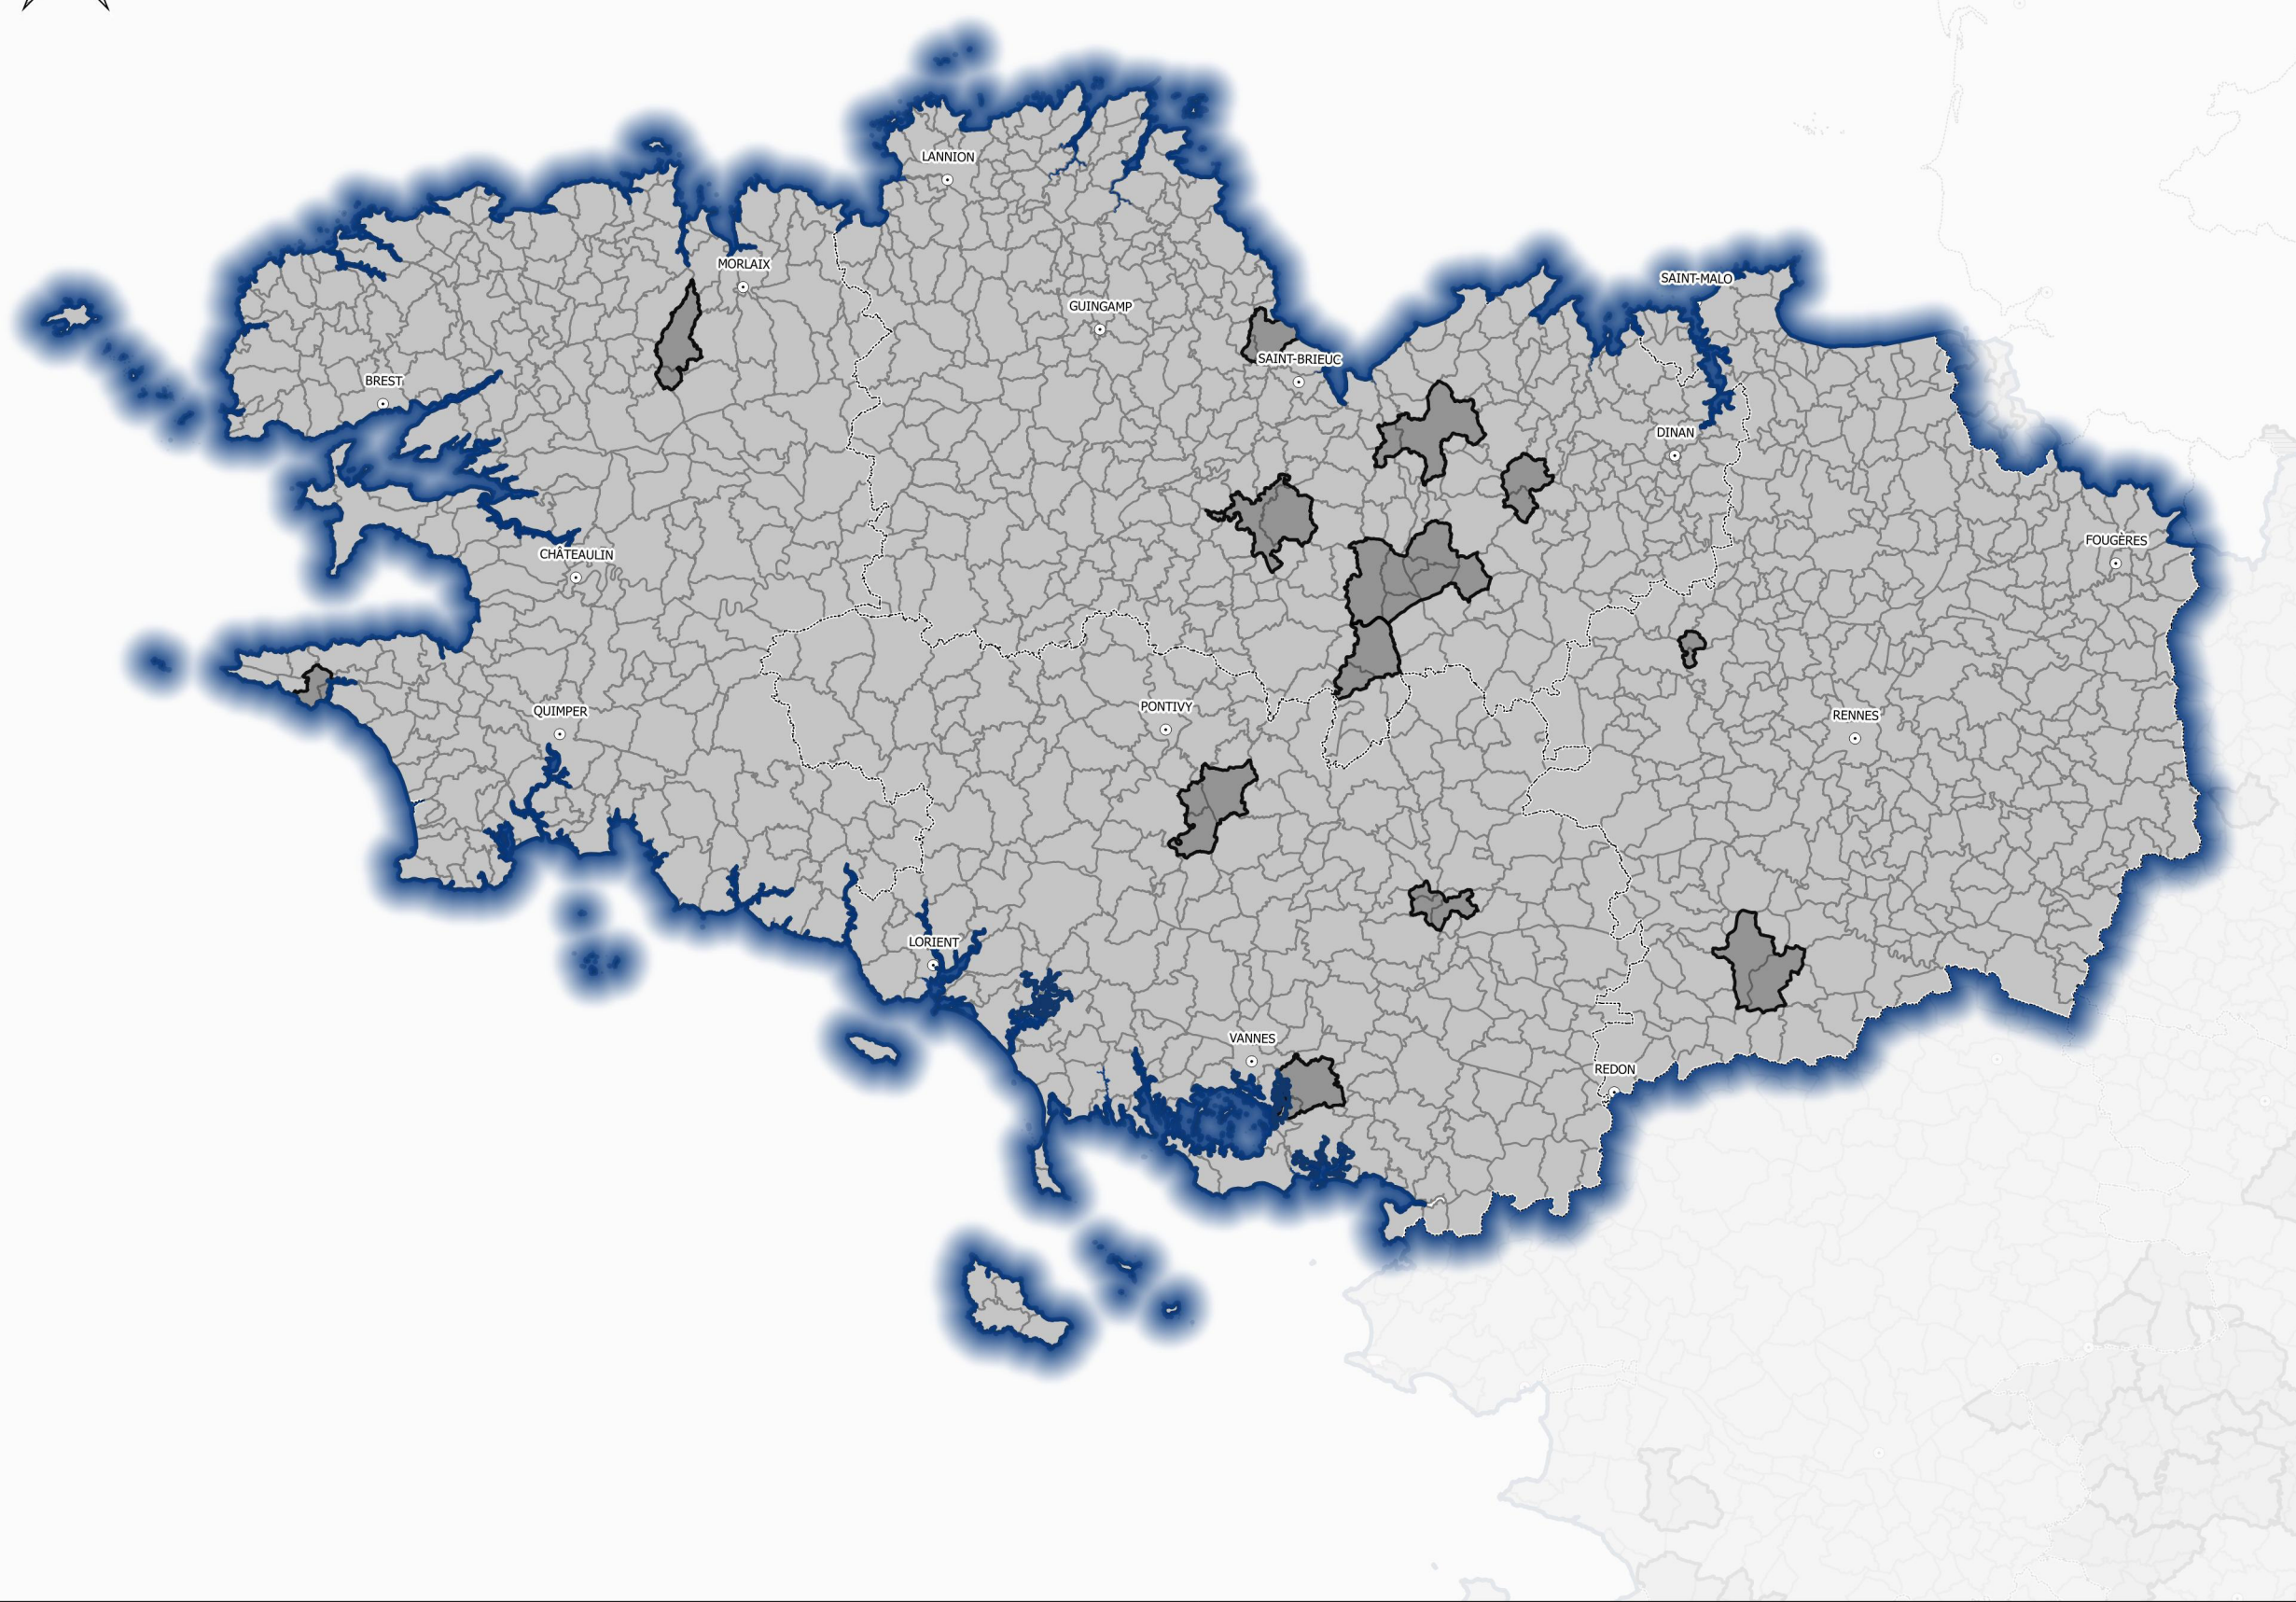 LANNION
MORLAIX
SAINT-MALO
GUINGAMP
SAINT-BRIEUC
BREST
DINAN
FOUGÈRES
CHÂTEAULIN
QUIMPER
PONTIVY
RENNES
LORIENT
VANNES
REDON